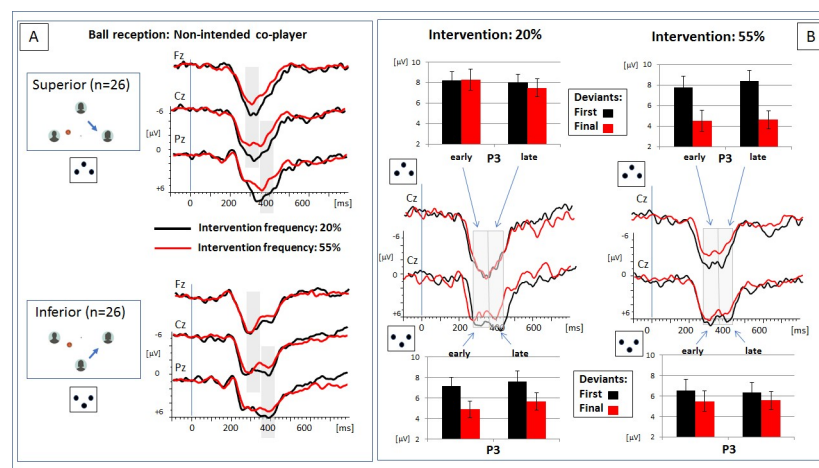 A
Ball reception: Non-intended co-player
Superior (n=26)
Fz
Cz
Pz
-6
[µV]
0
+6
0 200 400 600 [ms]
Intervention frequency: 20%
Intervention frequency: 55%
Inferior (n=26)
Fz
Cz
Pz
-6
[µV]
0
+6
0 200 400 600 [ms]
B
Intervention: 20%
[µV]
10
8
6
4
2
early P3 late
Deviants:
First
Final
Cz
-6
[µV]
0
Cz
+6
0 200 400 600 [ms]
early late
10
8
6
4
[µV] 2
P3
Intervention: 55%
[µV]
10
8
6
4
2
early P3 late
Cz
-6
[µV]
0
Cz
+6
0 200 400 600 [ms]
early late
Deviants:
First
Final
10
8
6
4
[µV] 2
P3